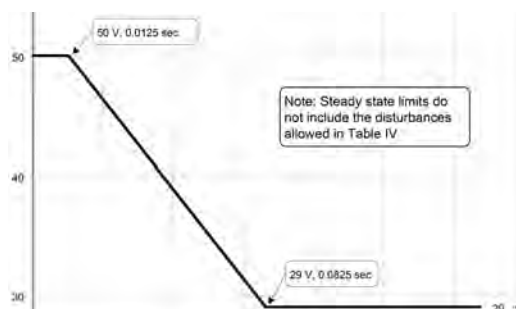 50 V, 0.0125 sec
50
Note: Steady state limits do
not include the disturbances
allowed in Table IV
40
29 V, 0.0825 sec
30